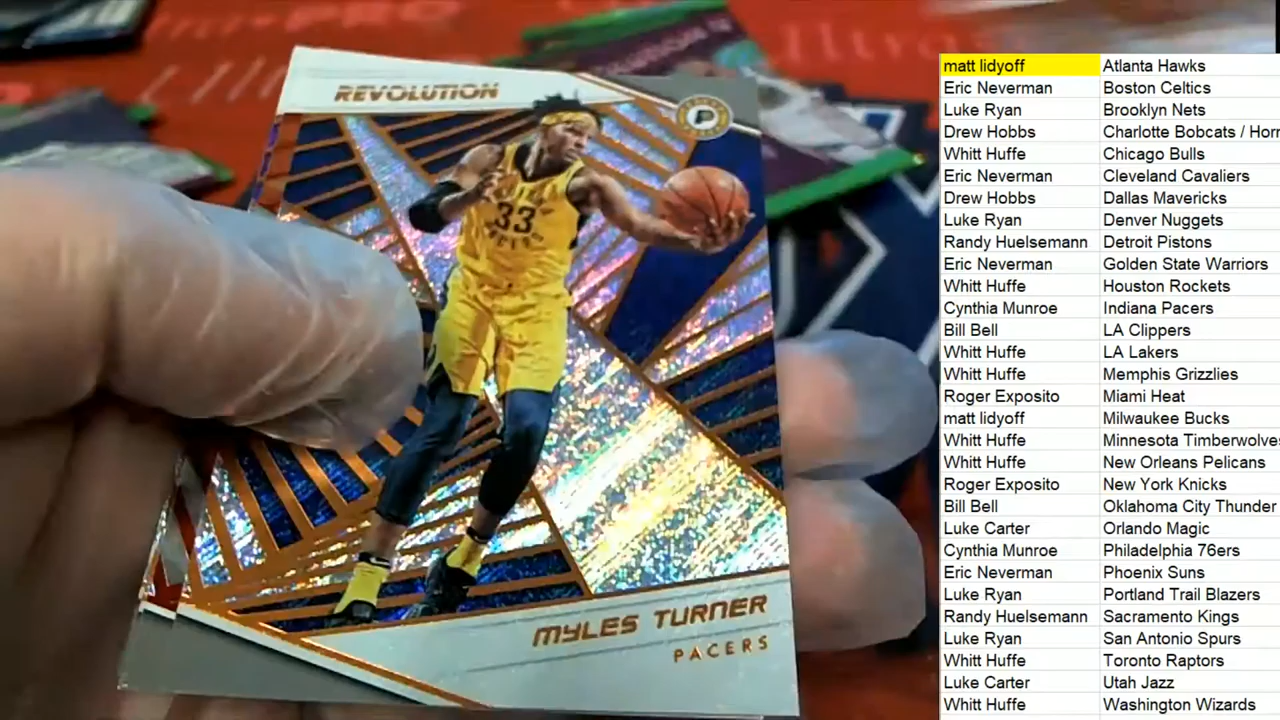 REVOLUTION
33
PACERS
MYLES TURNER
PACERS
matt lidyoff Atlanta Hawks
Eric Neverman Boston Celtics
Luke Ryan Brooklyn Nets
Drew Hobbs Charlotte Bobcats / Horn
Whitt Huffe Chicago Bulls
Eric Neverman Cleveland Cavaliers
Drew Hobbs Dallas Mavericks
Luke Ryan Denver Nuggets
Randy Huelsemann Detroit Pistons
Eric Neverman Golden State Warriors
Whitt Huffe Houston Rockets
Cynthia Munroe Indiana Pacers
Bill Bell LA Clippers
Whitt Huffe LA Lakers
Whitt Huffe Memphis Grizzlies
Roger Exposito Miami Heat
matt lidyoff Milwaukee Bucks
Whitt Huffe Minnesota Timberwolves
Whitt Huffe New Orleans Pelicans
Roger Exposito New York Knicks
Bill Bell Oklahoma City Thunder
Luke Carter Orlando Magic
Cynthia Munroe Philadelphia 76ers
Eric Neverman Phoenix Suns
Luke Ryan Portland Trail Blazers
Randy Huelsemann Sacramento Kings
Luke Ryan San Antonio Spurs
Whitt Huffe Toronto Raptors
Luke Carter Utah Jazz
Whitt Huffe Washington Wizards